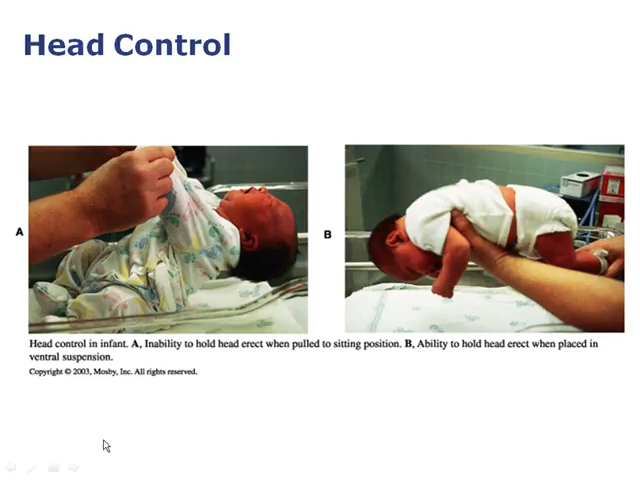 Head Control
A
B
Head control in infant. A, Inability to hold head erect when pulled to sitting position. B, Ability to hold head erect when placed in
ventral suspension.
Copyright © 2003, Mosby, Inc. All rights reserved.